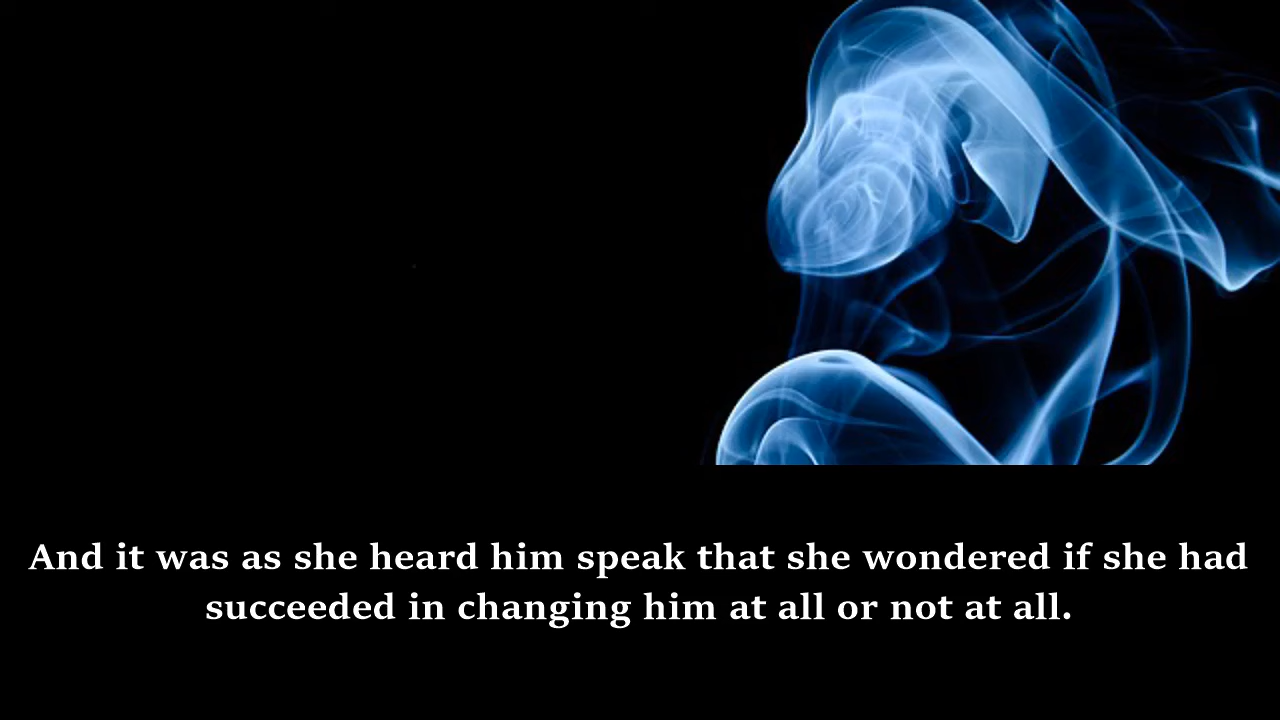 And it was as she heard him speak that she wondered if she had
succeeded in changing him at all or not at all.